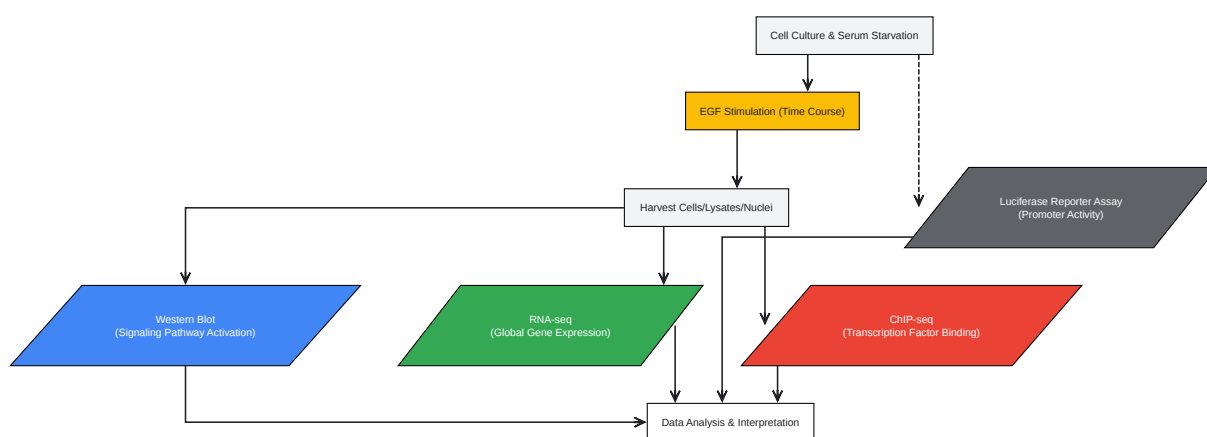 Cell Culture & Serum Starvation
EGF Stimulation (Time Course)
Harvest Cells/Lysates/Nuclei
Luciferase Reporter Assay
(Promoter Activity)
Western Blot
(Signaling Pathway Activation)
RNA-seq
(Global Gene Expression)
ChIP-seq
(Transcription Factor Binding)
Data Analysis & Interpretation